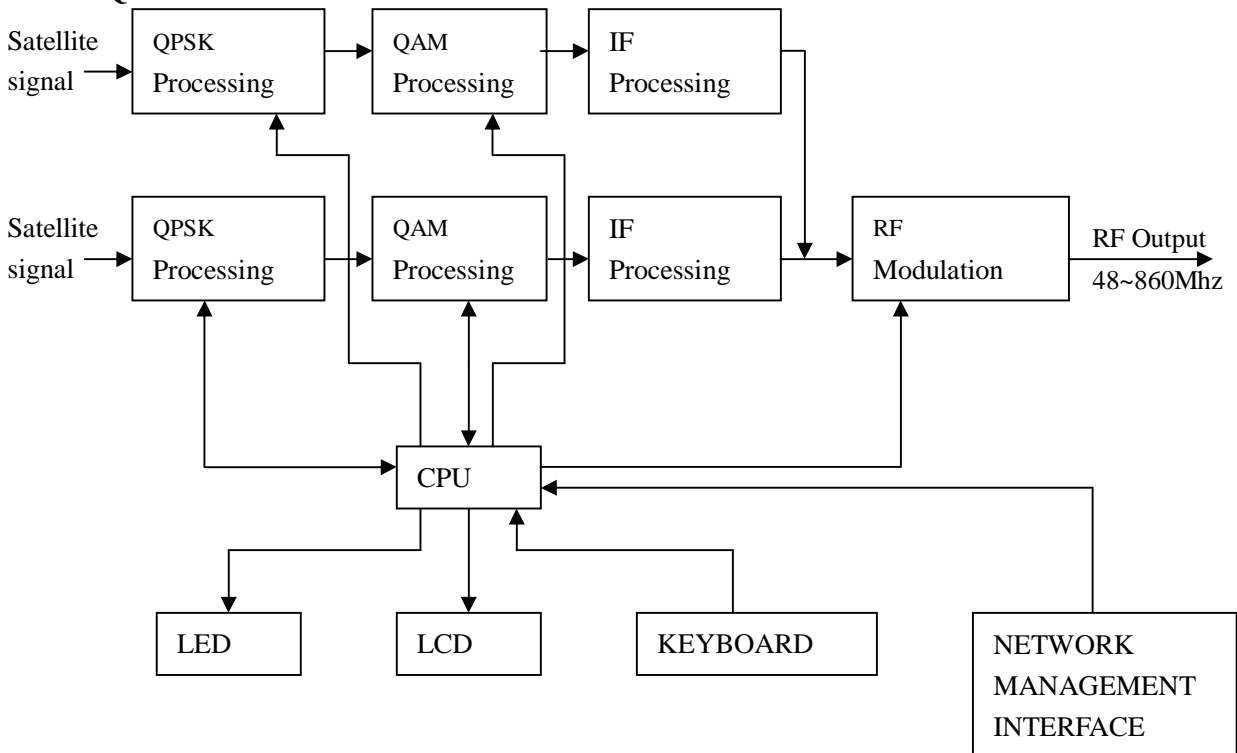 Satellite
signal
QPSK
Processing
QAM
Processing
IF
Processing
Satellite
signal
QPSK
Processing
QAM
Processing
IF
Processing
RF
Modulation
RF Output
48~860Mhz
CPU
LED
LCD
KEYBOARD
NETWORK
MANAGEMENT
INTERFACE